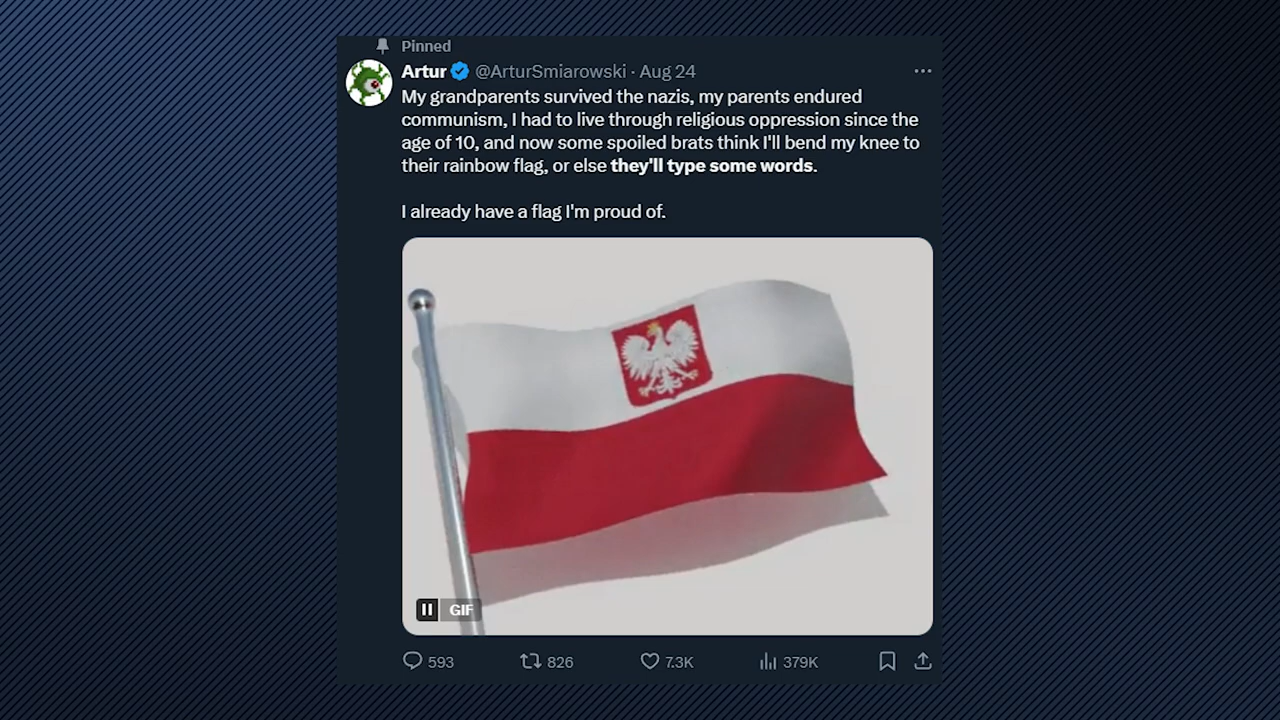 Pinned
Artur @ArturSmiarowski · Aug 24
My grandparents survived the nazis, my parents endured
communism, I had to live through religious oppression since the
age of 10, and now some spoiled brats think I'll bend my knee to
their rainbow flag, or else they'll type some words.
I already have a flag I'm proud of.
GIF
593 826 7.3K 379K